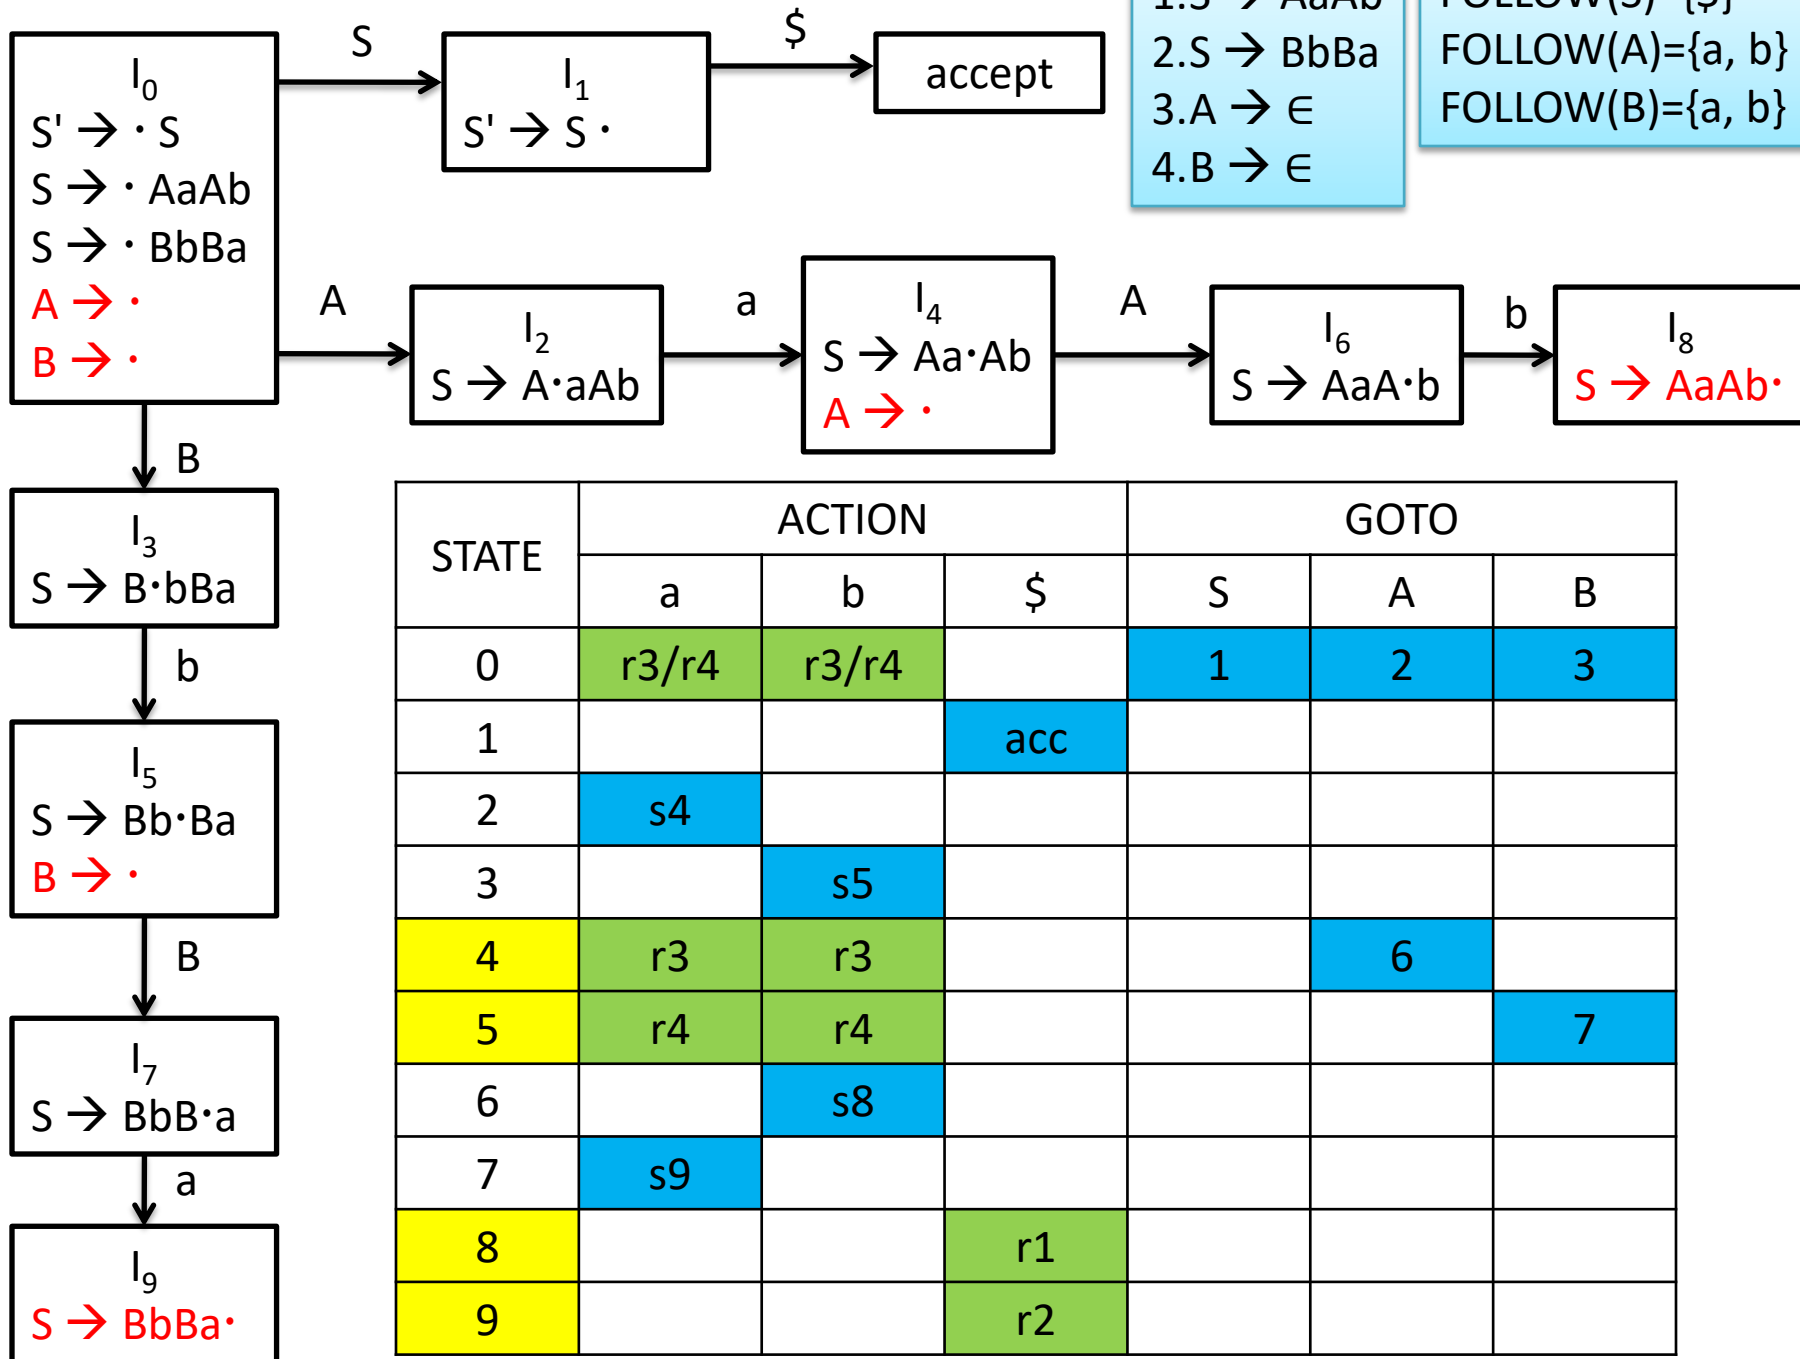 I0
S' → · S
S → · AaAb
S → · BbBa
A → ·
B → ·
S
I1
S' → S ·
$
accept
1.S → AaAb
2.S → BbBa
3.A → ∈
4.B → ∈
FOLLOW(S)={$}
FOLLOW(A)={a, b}
FOLLOW(B)={a, b}
A
I2
S → A·aAb
a
I4
S → Aa·Ab
A → ·
A
I6
S → AaA·b
b
I8
S → AaAb·
B
I3
S → B·bBa
b
I5
S → Bb·Ba
B → ·
B
I7
S → BbB·a
a
I9
S → BbBa·
STATE ACTION GOTO
a b $ S A B
0 r3/r4 r3/r4 1 2 3
1 acc
2 s4
3 s5
4 r3 r3 6
5 r4 r4 7
6 s8
7 s9
8 r1
9 r2